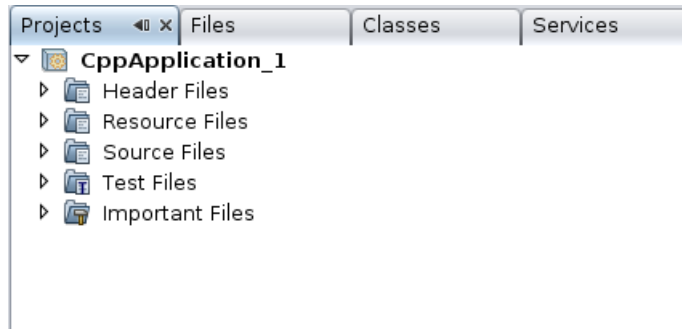 Projects Files Classes Services
CppApplication_1
Header Files
Resource Files
Source Files
Test Files
Important Files